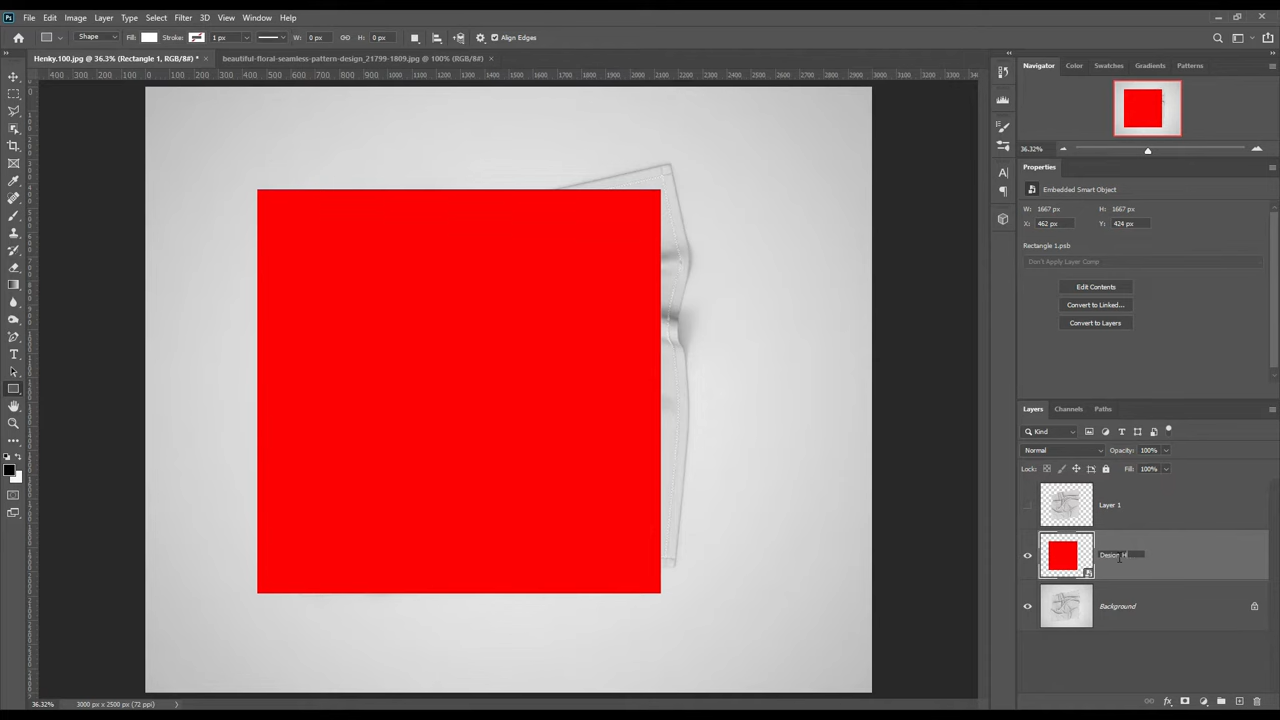 Ps File Edit Image Layer Type Select Filter 3D View Window Help
Shape Fill: Stroke: 1 px W: 0 px H: 0 px Align Edges
Henky.100.jpg @ 36.3% (Rectangle 1, RGB/8#) * × beautiful-floral-seamless-pattern-design_21799-1809.jpg @ 100% (RGB/8#) ×
Navigator Color Swatches Gradients Patterns
36.32%
Properties
Embedded Smart Object
W: 1667 px H: 1667 px
X: 462 px Y: 424 px
Rectangle 1.psb
Don't Apply Layer Comp
Edit Contents
Convert to Linked...
Convert to Layers
Layers Channels Paths
Kind
Normal Opacity: 100%
Lock: Fill: 100%
Layer 1
Design H
Background
36.32% 3000 px x 2500 px (72 ppi)